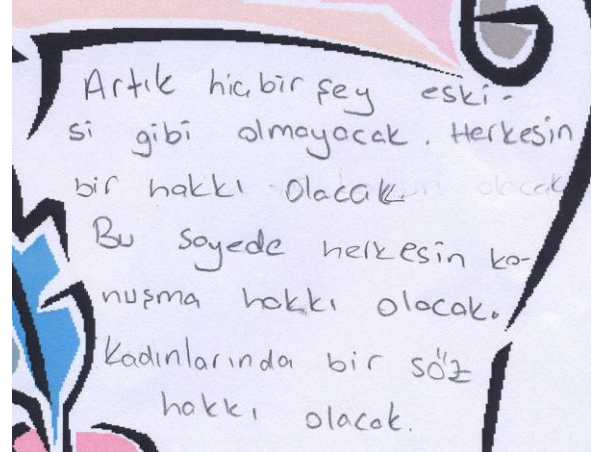 Artık hiçbir şey eski-
si gibi olmayacak. Herkesin
bir hakkı olacak.
Bu sayede herkesin ko-
nuşma hakkı olacak.
Kadınlarında bir söz
hakkı olacak.